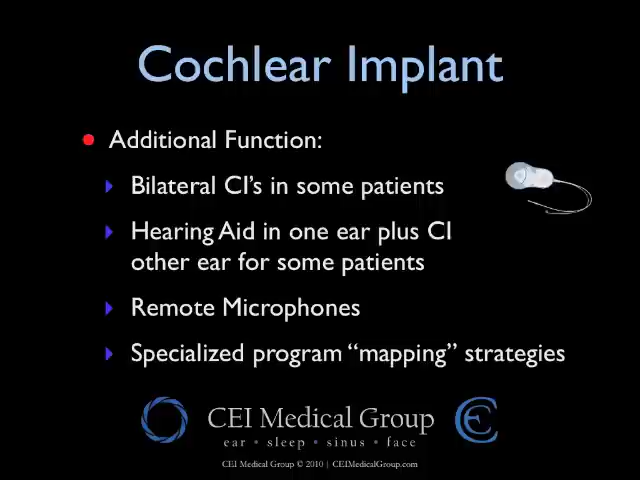 Cochlear Implant
Additional Function:
Bilateral CI's in some patients
Hearing Aid in one ear plus CI
other ear for some patients
Remote Microphones
Specialized program “mapping” strategies
CEI Medical Group
ear • sleep • sinus • face
CEI Medical Group © 2010 | CEIMedicalGroup.com